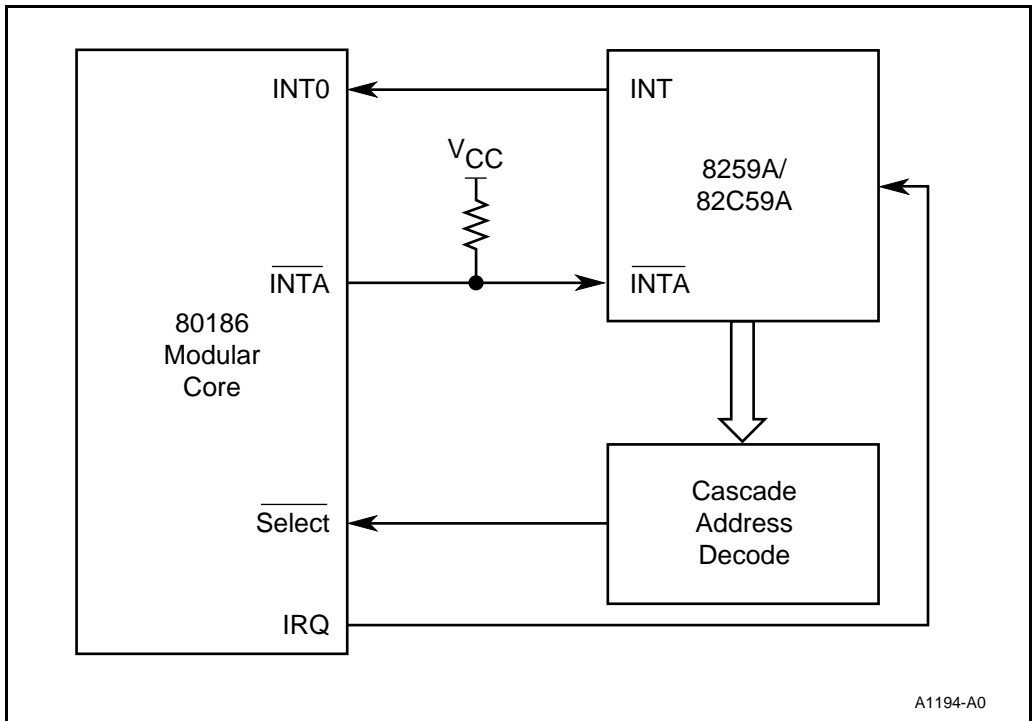 INT0
INT
VCC
8259A/
82C59A
INTA
INTA
80186
Modular
Core
Cascade
Address
Decode
Select
IRQ
A1194-A0